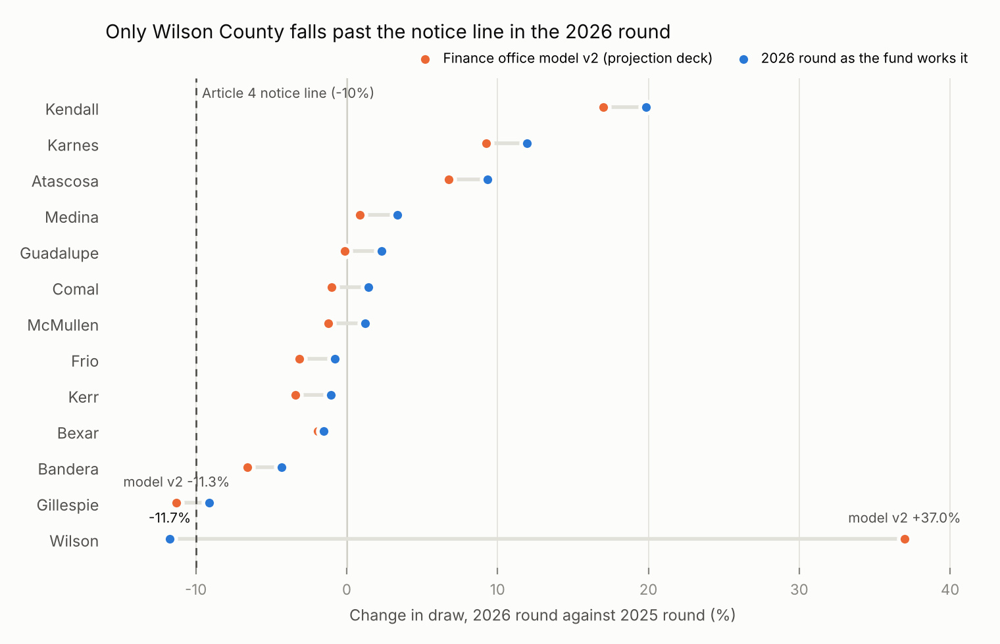 Only Wilson County falls past the notice line in the 2026 round
Finance office model v2 (projection deck)
2026 round as the fund works it
Article 4 notice line (-10%)
Kendall
Karnes
Atascosa
Medina
Guadalupe
Comal
McMullen
Frio
Kerr
Bexar
Bandera
model v2 -11.3%
Gillespie
-11.7%
model v2 +37.0%
Wilson
-10
0
10
20
30
40
Change in draw, 2026 round against 2025 round (%)